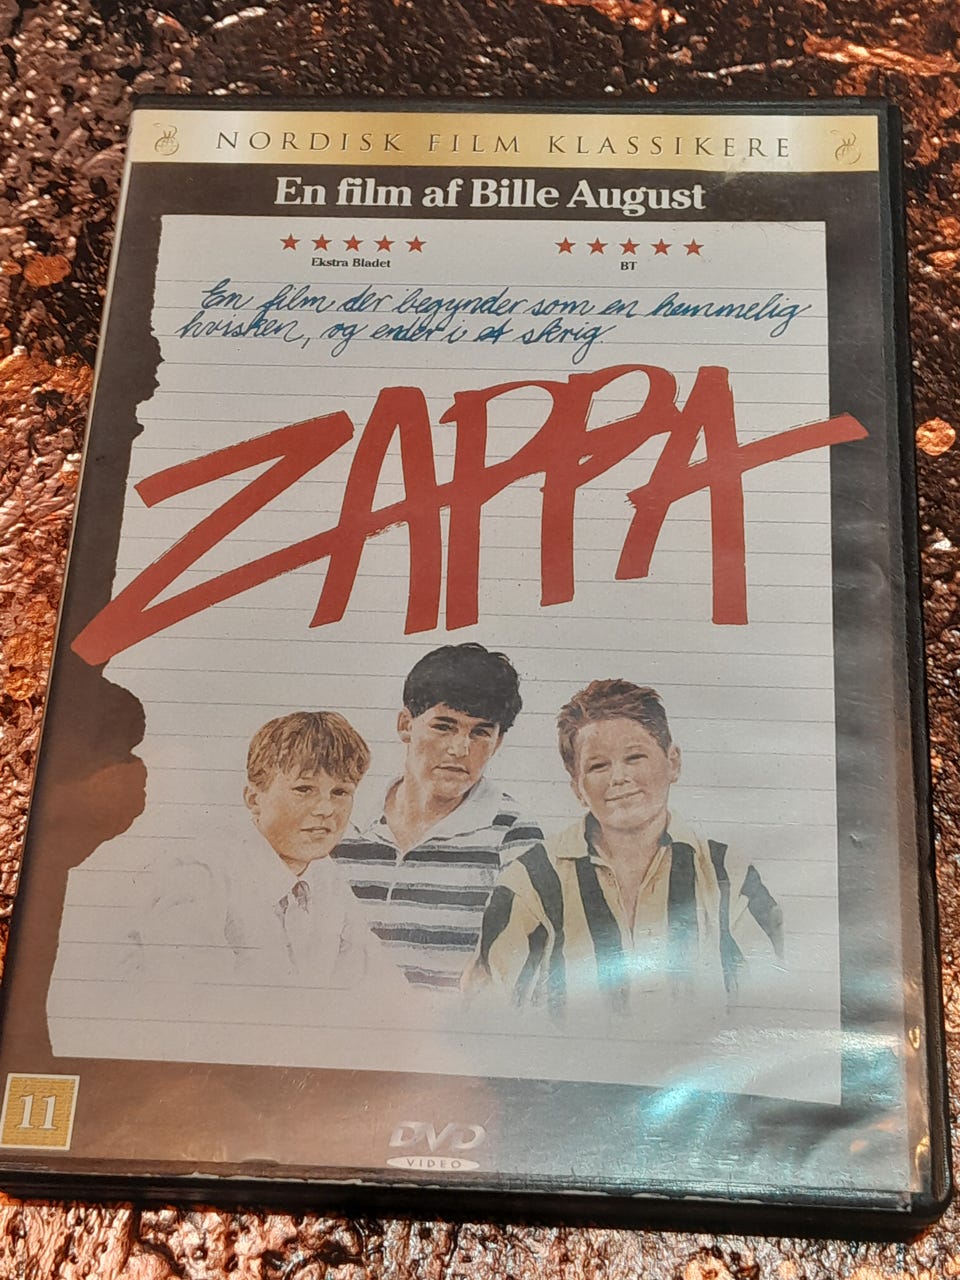 NORDISK FILM KLASSIKERE
En film af Bille August
★★★★★ ★★★★★
Ekstra Bladet BT
En film der begynder som en hemmelig
hvisken, og ender i et skrig.
ZAPPA
11
DVD
VIDEO